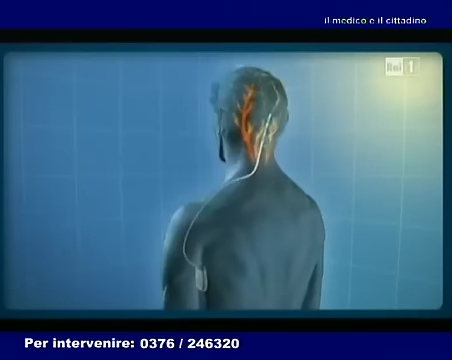 il medico e il cittadino
Rai 1
Per intervenire: 0376 / 246320